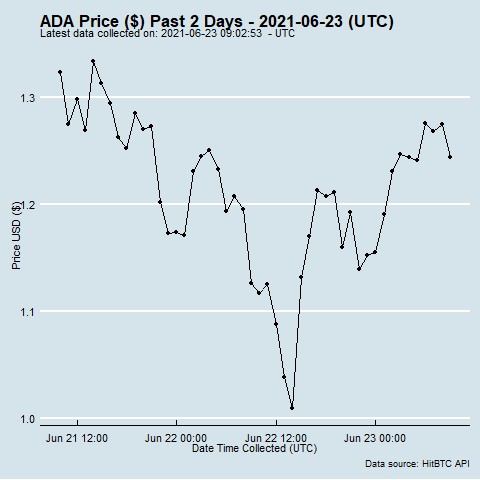 ADA Price ($) Past 2 Days - 2021-06-23 (UTC)
Latest data collected on: 2021-06-23 09:02:53 - UTC
Price USD ($)
1.3
1.2
1.1
1.0
Jun 21 12:00 Jun 22 00:00 Jun 22 12:00 Jun 23 00:00
Date Time Collected (UTC)
Data source: HitBTC API